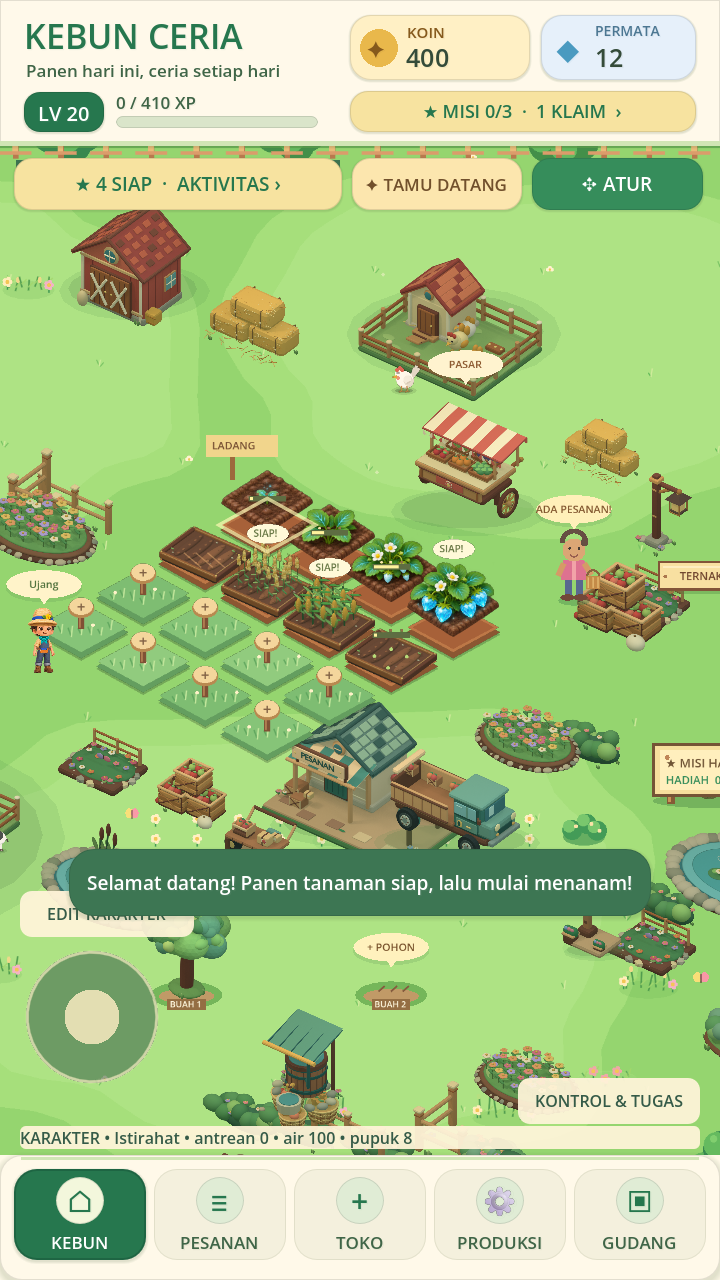 KEBUN CERIA
Panen hari ini, ceria setiap hari
LV 20
0 / 410 XP
KOIN
400
PERMATA
12
★ MISI 0/3 · 1 KLAIM ›
★ 4 SIAP · AKTIVITAS ›
✦ TAMU DATANG
ATUR
PASAR
LADANG
ADA PESANAN!
SIAP!
SIAP!
SIAP!
TERNAK
Ujang
PESANAN
★ MISI HA
HADIAH 0
Selamat datang! Panen tanaman siap, lalu mulai menanam!
EDIT KARAKTER
+ POHON
BUAH 1
BUAH 2
KONTROL & TUGAS
KARAKTER • Istirahat • antrean 0 • air 100 • pupuk 8
KEBUN
PESANAN
TOKO
PRODUKSI
GUDANG